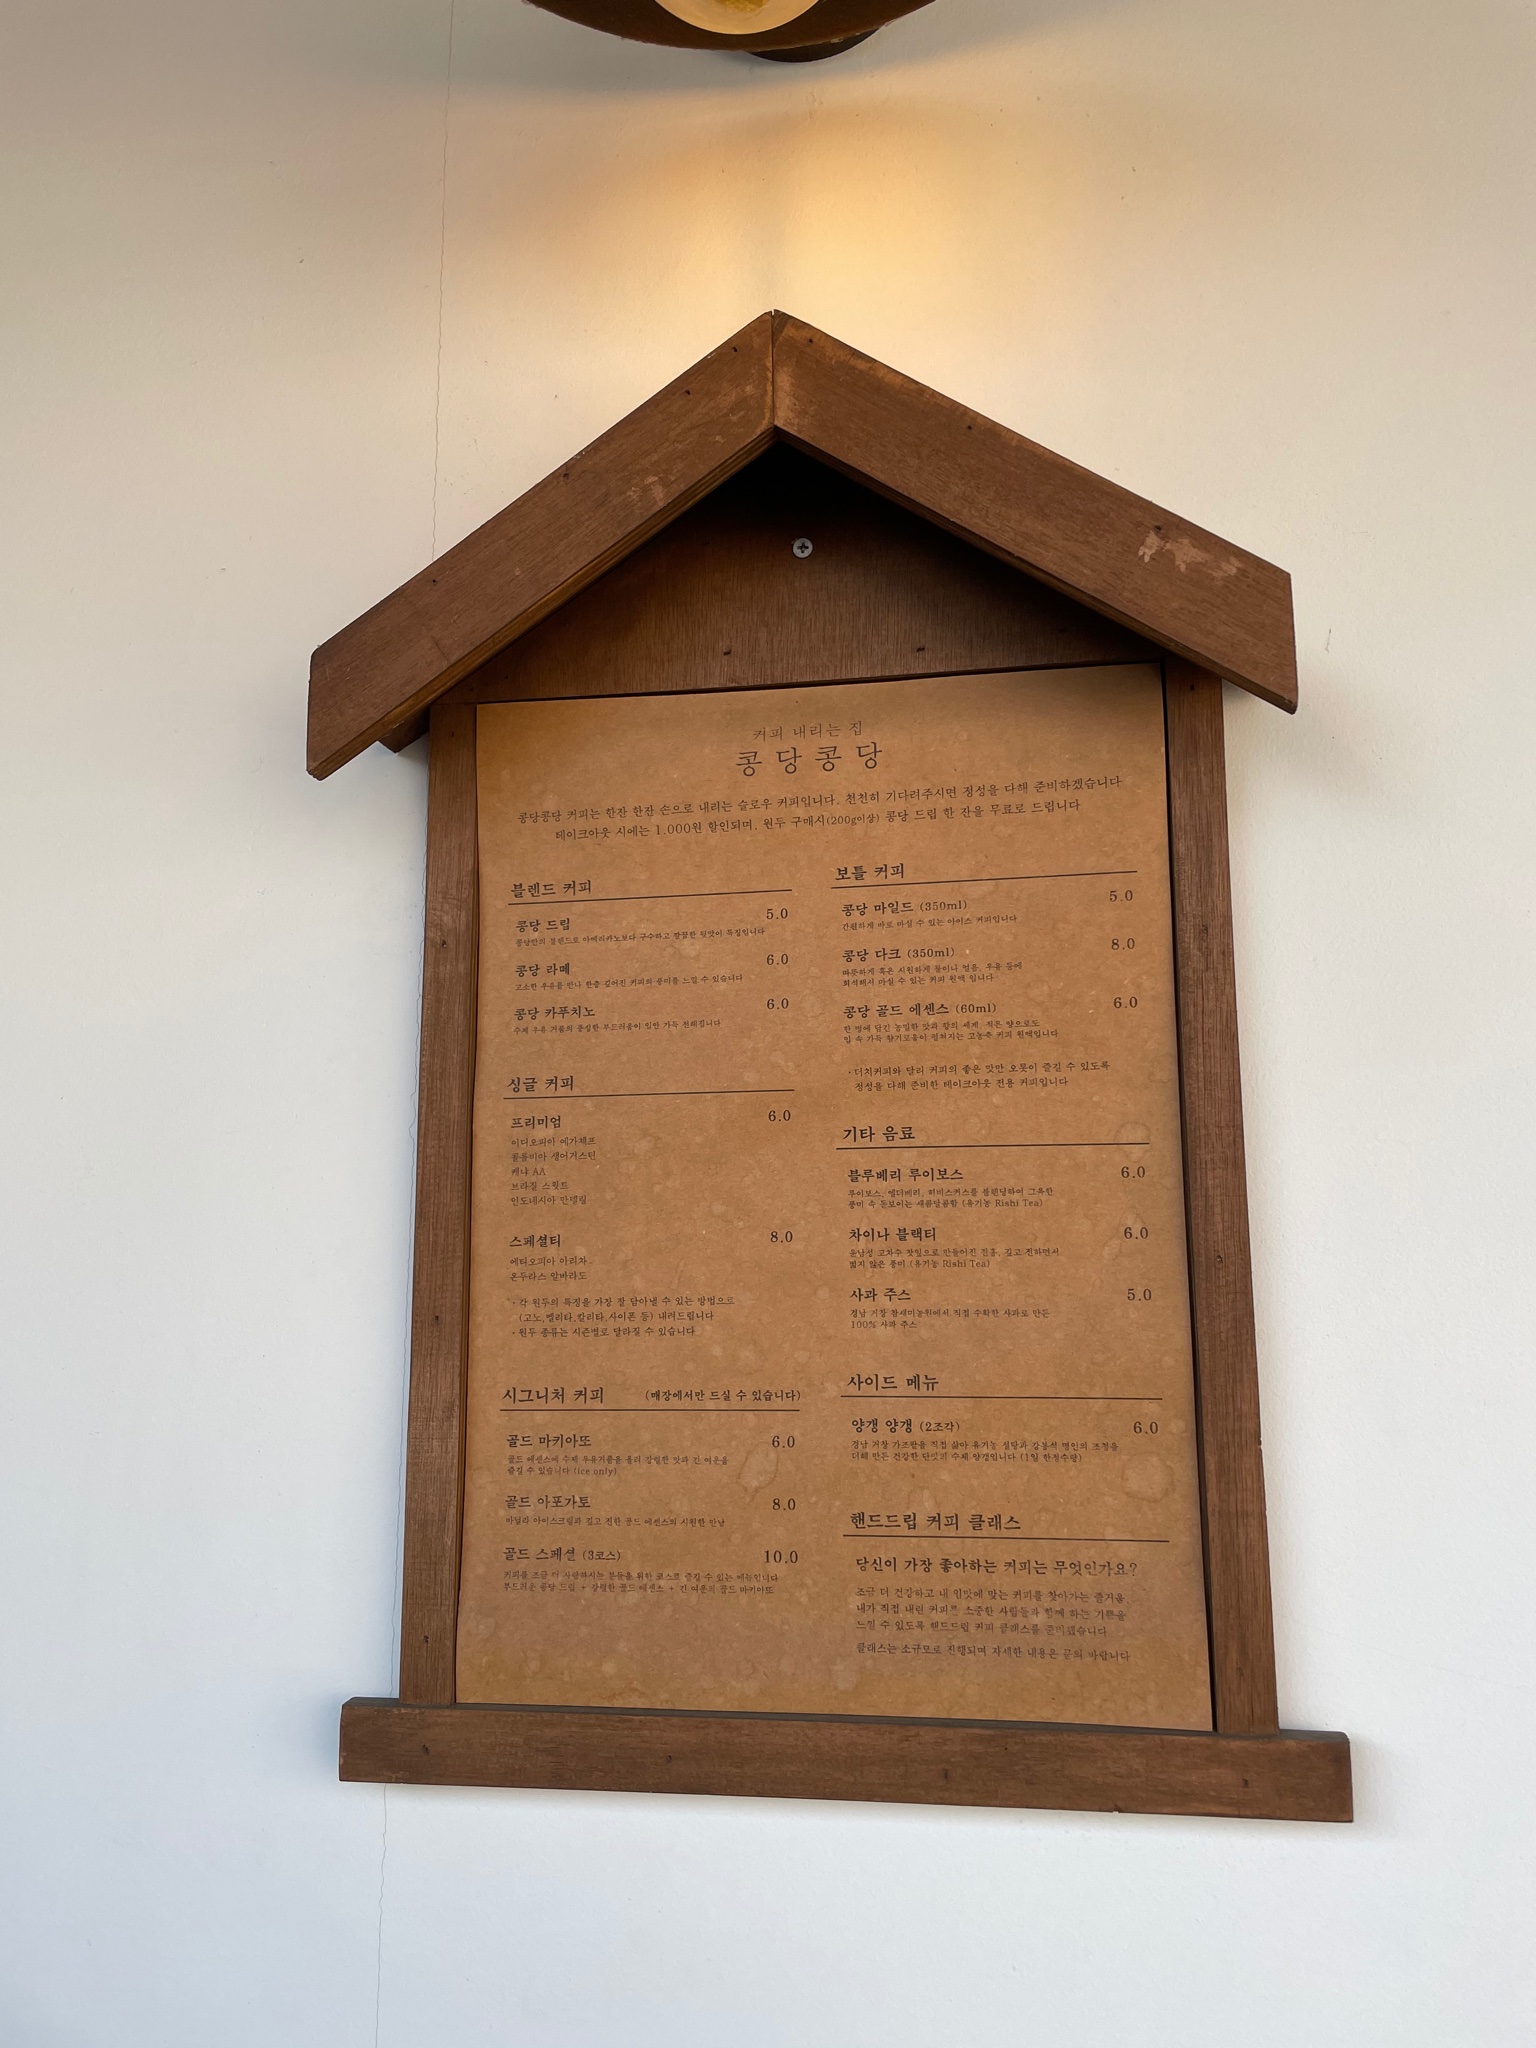 커피 내리는 집
콩당콩당
콩당콩당 커피는 한잔 한잔 손으로 내리는 슬로우 커피입니다. 천천히 기다려주시면 정성을 다해 준비하겠습니다
테이크아웃 시에는 1.000원 할인되며, 원두 구매시(200g이상) 콩당 드립 한 잔을 무료로 드립니다
블렌드 커피
콩당 드립 5.0
콩당만의 블렌드로 아메리카노보다 구수하고 깔끔한 뒷맛이 특징입니다
콩당 라떼 6.0
고소한 우유를 만나 한층 깊어진 커피의 풍미를 느낄 수 있습니다
콩당 카푸치노 6.0
수제 우유 거품의 풍성한 부드러움이 입안 가득 전해집니다
싱글 커피
프리미엄 6.0
이디오피아 예가체프
콜롬비아 생어거스틴
케냐 AA
브라질 스윗트
인도네시아 만델링
스페셜티 8.0
에티오피아 아리차
온두라스 알바라도
· 각 원두의 특징을 가장 잘 담아낼 수 있는 방법으로
(고노,멜리타,칼리타,사이폰 등) 내려드립니다
· 원두 종류는 시즌별로 달라질 수 있습니다
시그니처 커피 (매장에서만 드실 수 있습니다)
골드 마키아또 6.0
골드 에센스에 수제 우유거품을 올려 강렬한 맛과 긴 여운을
즐길 수 있습니다 (ice only)
골드 아포가토 8.0
바닐라 아이스크림과 깊고 진한 골드 에센스의 시원한 만남
골드 스페셜 (3코스) 10.0
커피를 조금 더 사랑하시는 분들을 위한 코스로 즐길 수 있는 메뉴입니다
부드러운 콩당 드립 + 강렬한 골드 에센스 + 긴 여운의 골드 마키아또
보틀 커피
콩당 마일드 (350ml) 5.0
간편하게 바로 마실 수 있는 아이스 커피입니다
콩당 다크 (350ml) 8.0
따뜻하게 혹은 시원하게 물이나 얼음, 우유 등에
희석해서 마실 수 있는 커피 원액 입니다
콩당 골드 에센스 (60ml) 6.0
한 병에 담긴 농밀한 맛과 향의 세계, 적은 양으로도
입 속 가득 향기로움이 펼쳐지는 고농축 커피 원액입니다
· 더치커피와 달리 커피의 좋은 맛만 오롯이 즐길 수 있도록
정성을 다해 준비한 테이크아웃 전용 커피입니다
기타 음료
블루베리 루이보스 6.0
루이보스, 엘더베리, 히비스커스를 블렌딩하여 그윽한
풍미 속 돋보이는 새콤달콤함 (유기농 Rishi Tea)
차이나 블랙티 6.0
운남성 고차수 찻잎으로 만들어진 전홍, 깊고 진하면서
떫지 않은 풍미 (유기농 Rishi Tea)
사과 주스 5.0
경남 거창 참새미농원에서 직접 수확한 사과로 만든
100% 사과 주스
사이드 메뉴
양갱 양갱 (2조각) 6.0
경남 거창 가조팥을 직접 삶아 유기농 설탕과 강봉석 명인의 조청을
더해 만든 건강한 단맛의 수제 양갱입니다 (1일 한정수량)
핸드드립 커피 클래스
당신이 가장 좋아하는 커피는 무엇인가요?
조금 더 건강하고 내 입맛에 맞는 커피를 찾아가는 즐거움,
내가 직접 내린 커피를 소중한 사람들과 함께 하는 기쁨을
느낄 수 있도록 핸드드립 커피 클래스를 준비했습니다
클래스는 소규모로 진행되며 자세한 내용은 문의 바랍니다